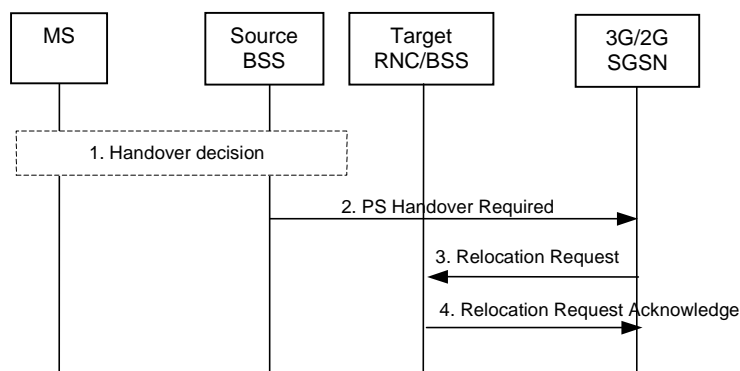 MS
Source
BSS
Target
RNC/BSS
3G/2G
SGSN
1. Handover decision
2. PS Handover Required
3. Relocation Request
4. Relocation Request Acknowledge